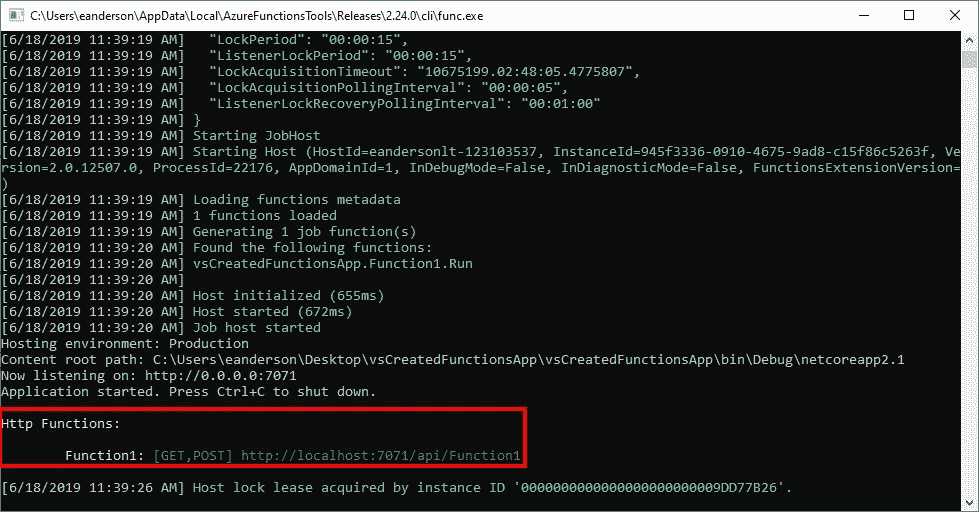 C:\Users\eanderson\AppData\Local\AzureFunctionsTools\Releases\2.24.0\cli\func.exe
[6/18/2019 11:39:19 AM]   "LockPeriod": "00:00:15",
[6/18/2019 11:39:19 AM]   "ListenerLockPeriod": "00:00:15",
[6/18/2019 11:39:19 AM]   "LockAcquisitionTimeout": "10675199.02:48:05.4775807",
[6/18/2019 11:39:19 AM]   "LockAcquisitionPollingInterval": "00:00:05",
[6/18/2019 11:39:19 AM]   "ListenerLockRecoveryPollingInterval": "00:01:00"
[6/18/2019 11:39:19 AM] }
[6/18/2019 11:39:19 AM] Starting JobHost
[6/18/2019 11:39:19 AM] Starting Host (HostId=eandersonlt-123103537, InstanceId=945f3336-0910-4675-9ad8-c15f86c5263f, Ve
rsion=2.0.12507.0, ProcessId=22176, AppDomainId=1, InDebugMode=False, InDiagnosticMode=False, FunctionsExtensionVersion=
)
[6/18/2019 11:39:19 AM] Loading functions metadata
[6/18/2019 11:39:19 AM] 1 functions loaded
[6/18/2019 11:39:19 AM] Generating 1 job function(s)
[6/18/2019 11:39:20 AM] Found the following functions:
[6/18/2019 11:39:20 AM] vsCreatedFunctionsApp.Function1.Run
[6/18/2019 11:39:20 AM]
[6/18/2019 11:39:20 AM] Host initialized (655ms)
[6/18/2019 11:39:20 AM] Host started (672ms)
[6/18/2019 11:39:20 AM] Job host started
Hosting environment: Production
Content root path: C:\Users\eanderson\Desktop\vsCreatedFunctionsApp\vsCreatedFunctionsApp\bin\Debug\netcoreapp2.1
Now listening on: http://0.0.0.0:7071
Application started. Press Ctrl+C to shut down.
Http Functions:
Function1: [GET,POST] http://localhost:7071/api/Function1
[6/18/2019 11:39:26 AM] Host lock lease acquired by instance ID '0000000000000000000000009DD77B26'.